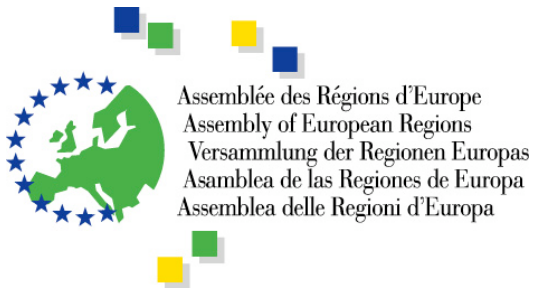 Assemblée des Régions d'Europe
Assembly of European Regions
Versammlung der Regionen Europas
Asamblea de las Regiones de Europa
Assemblea delle Regioni d'Europa